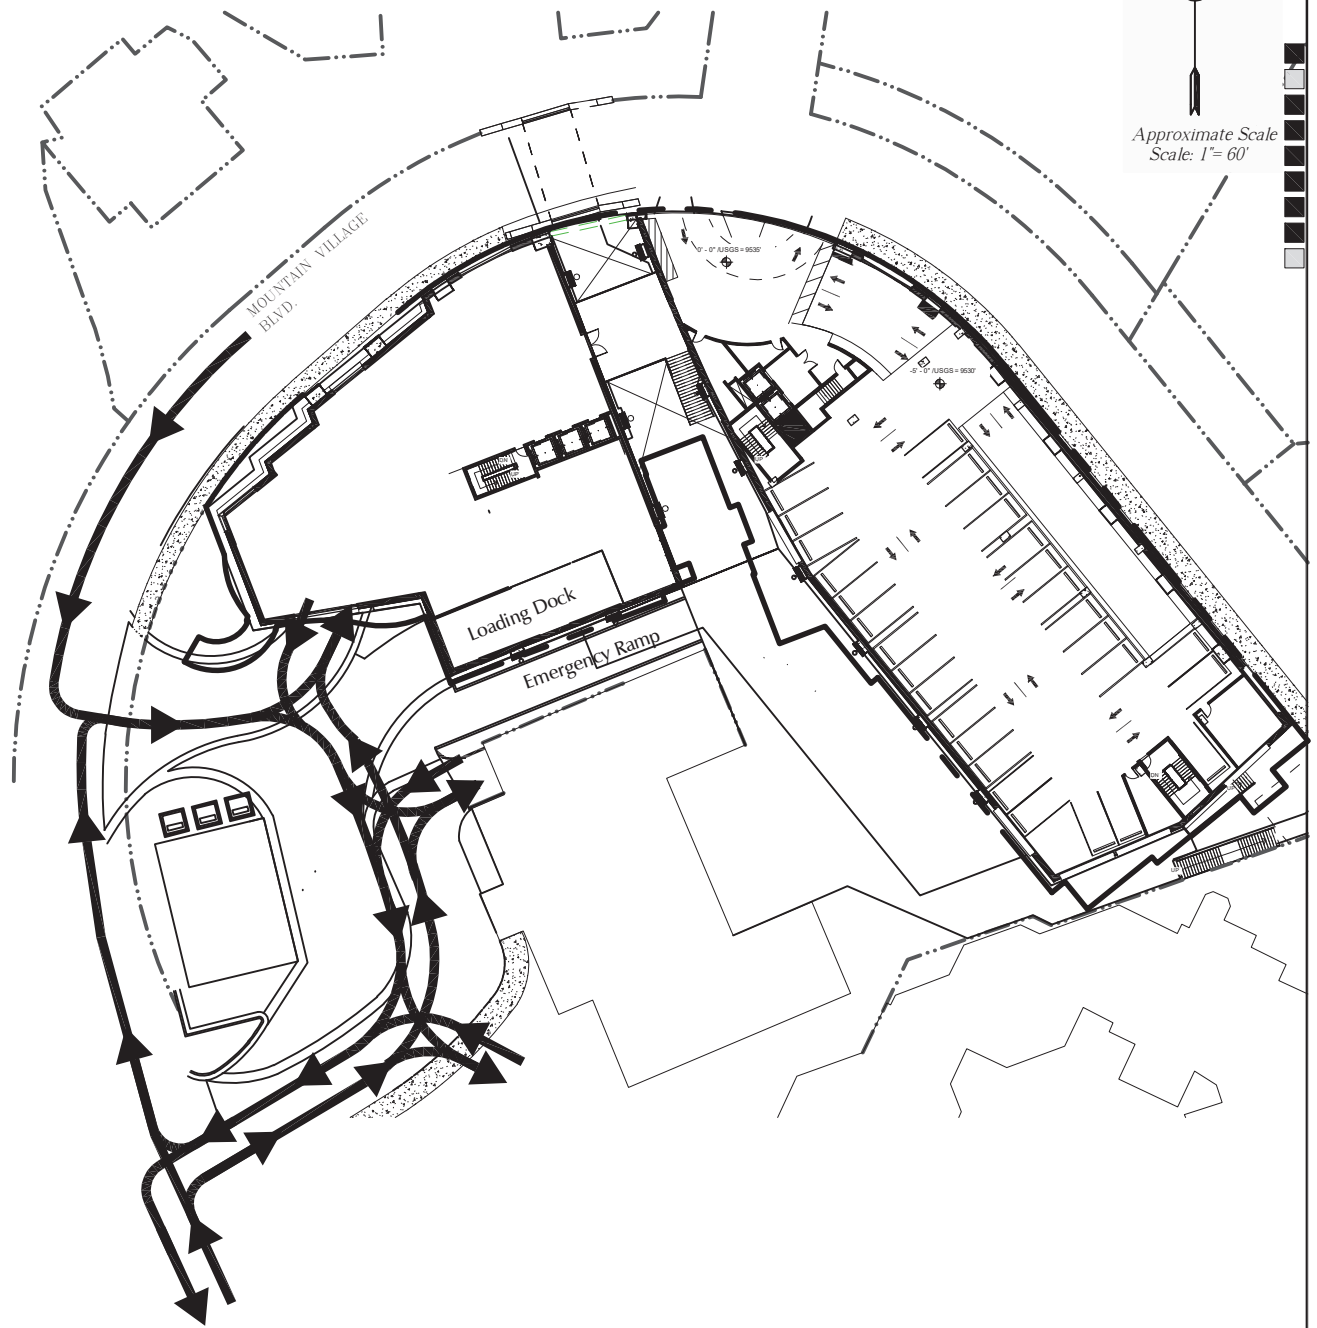 Approximate Scale
Scale: 1"= 60'
MOUNTAIN VILLAGE
BLVD.
0' - 0" /USGS = 9535'
-5' - 0" /USGS = 9530'
Loading Dock
Emergency Ramp
DN
UP